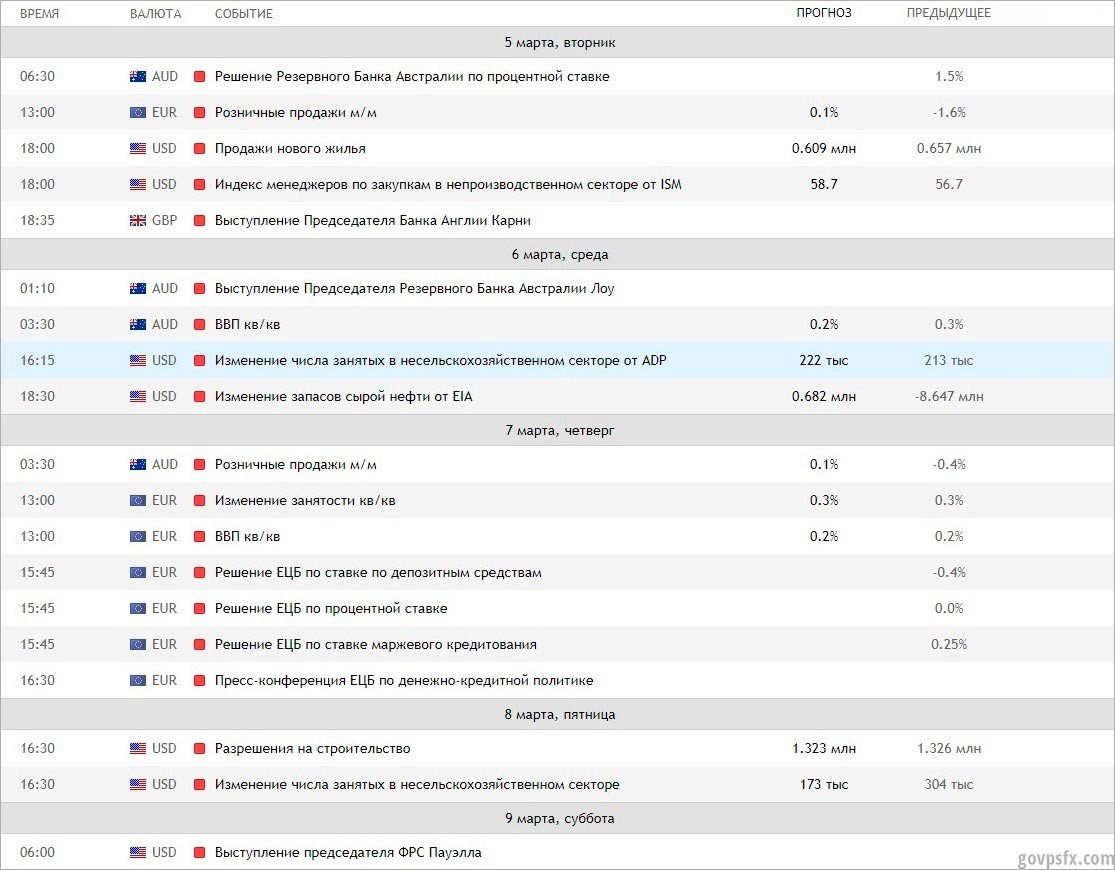 ВРЕМЯ ВАЛЮТА СОБЫТИЕ ПРОГНОЗ ПРЕДЫДУЩЕЕ
5 марта, вторник
06:30 AUD Решение Резервного Банка Австралии по процентной ставке 1.5%
13:00 EUR Розничные продажи м/м 0.1% -1.6%
18:00 USD Продажи нового жилья 0.609 млн 0.657 млн
18:00 USD Индекс менеджеров по закупкам в непроизводственном секторе от ISM 58.7 56.7
18:35 GBP Выступление Председателя Банка Англии Карни
6 марта, среда
01:10 AUD Выступление Председателя Резервного Банка Австралии Лоу
03:30 AUD ВВП кв/кв 0.2% 0.3%
16:15 USD Изменение числа занятых в несельскохозяйственном секторе от ADP 222 тыс 213 тыс
18:30 USD Изменение запасов сырой нефти от EIA 0.682 млн -8.647 млн
7 марта, четверг
03:30 AUD Розничные продажи м/м 0.1% -0.4%
13:00 EUR Изменение занятости кв/кв 0.3% 0.3%
13:00 EUR ВВП кв/кв 0.2% 0.2%
15:45 EUR Решение ЕЦБ по ставке по депозитным средствам -0.4%
15:45 EUR Решение ЕЦБ по процентной ставке 0.0%
15:45 EUR Решение ЕЦБ по ставке маржевого кредитования 0.25%
16:30 EUR Пресс-конференция ЕЦБ по денежно-кредитной политике
8 марта, пятница
16:30 USD Разрешения на строительство 1.323 млн 1.326 млн
16:30 USD Изменение числа занятых в несельскохозяйственном секторе 173 тыс 304 тыс
9 марта, суббота
06:00 USD Выступление председателя ФРС Пауэлла
govpsfx.com